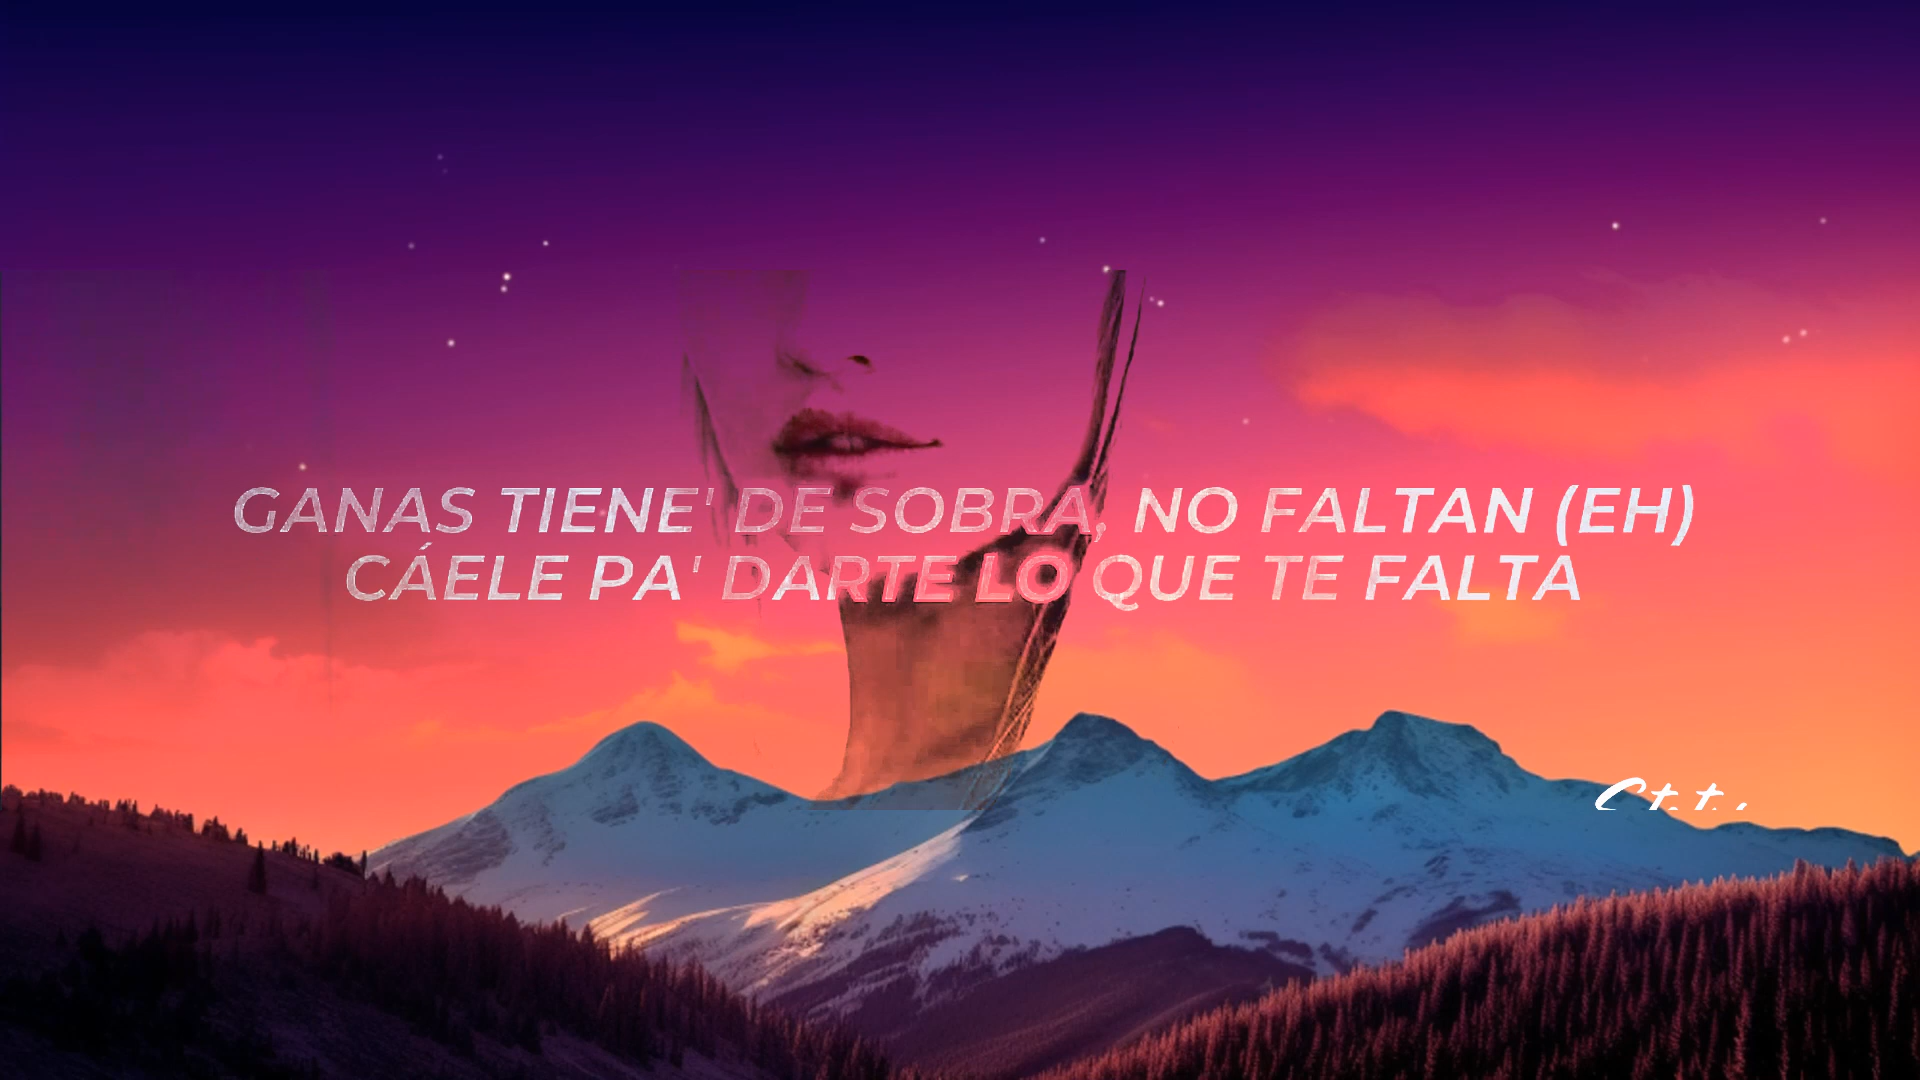 GANAS TIENE' DE SOBRA, NO FALTAN (EH)
CÁELE PA' DARTE LO QUE TE FALTA